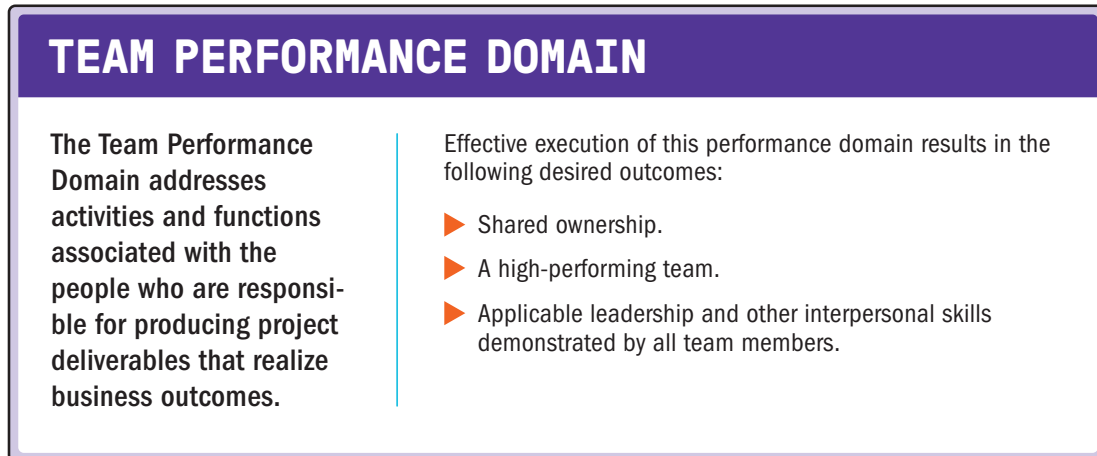 TEAM PERFORMANCE DOMAIN
The Team Performance
Domain addresses
activities and functions
associated with the
people who are responsi-
ble for producing project
deliverables that realize
business outcomes.
Effective execution of this performance domain results in the
following desired outcomes:
Shared ownership.
A high-performing team.
Applicable leadership and other interpersonal skills
demonstrated by all team members.